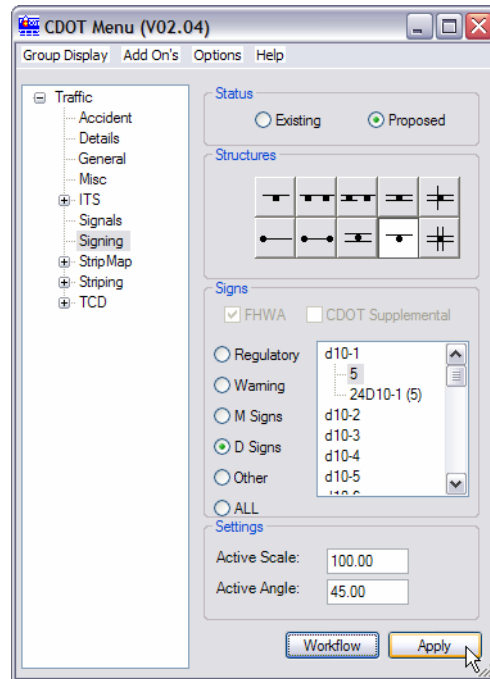 CDOT Menu (V02.04)
Group Display Add On's Options Help
Traffic
Accident
Details
General
Misc
ITS
Signals
Signing
StripMap
Striping
TCD
Status
Existing Proposed
Structures
Signs
FHWA CDOT Supplemental
Regulatory
Warning
M Signs
D Signs
Other
ALL
d10-1
5
24D10-1 (5)
d10-2
d10-3
d10-4
d10-5
Settings
Active Scale: 100.00
Active Angle: 45.00
Workflow Apply